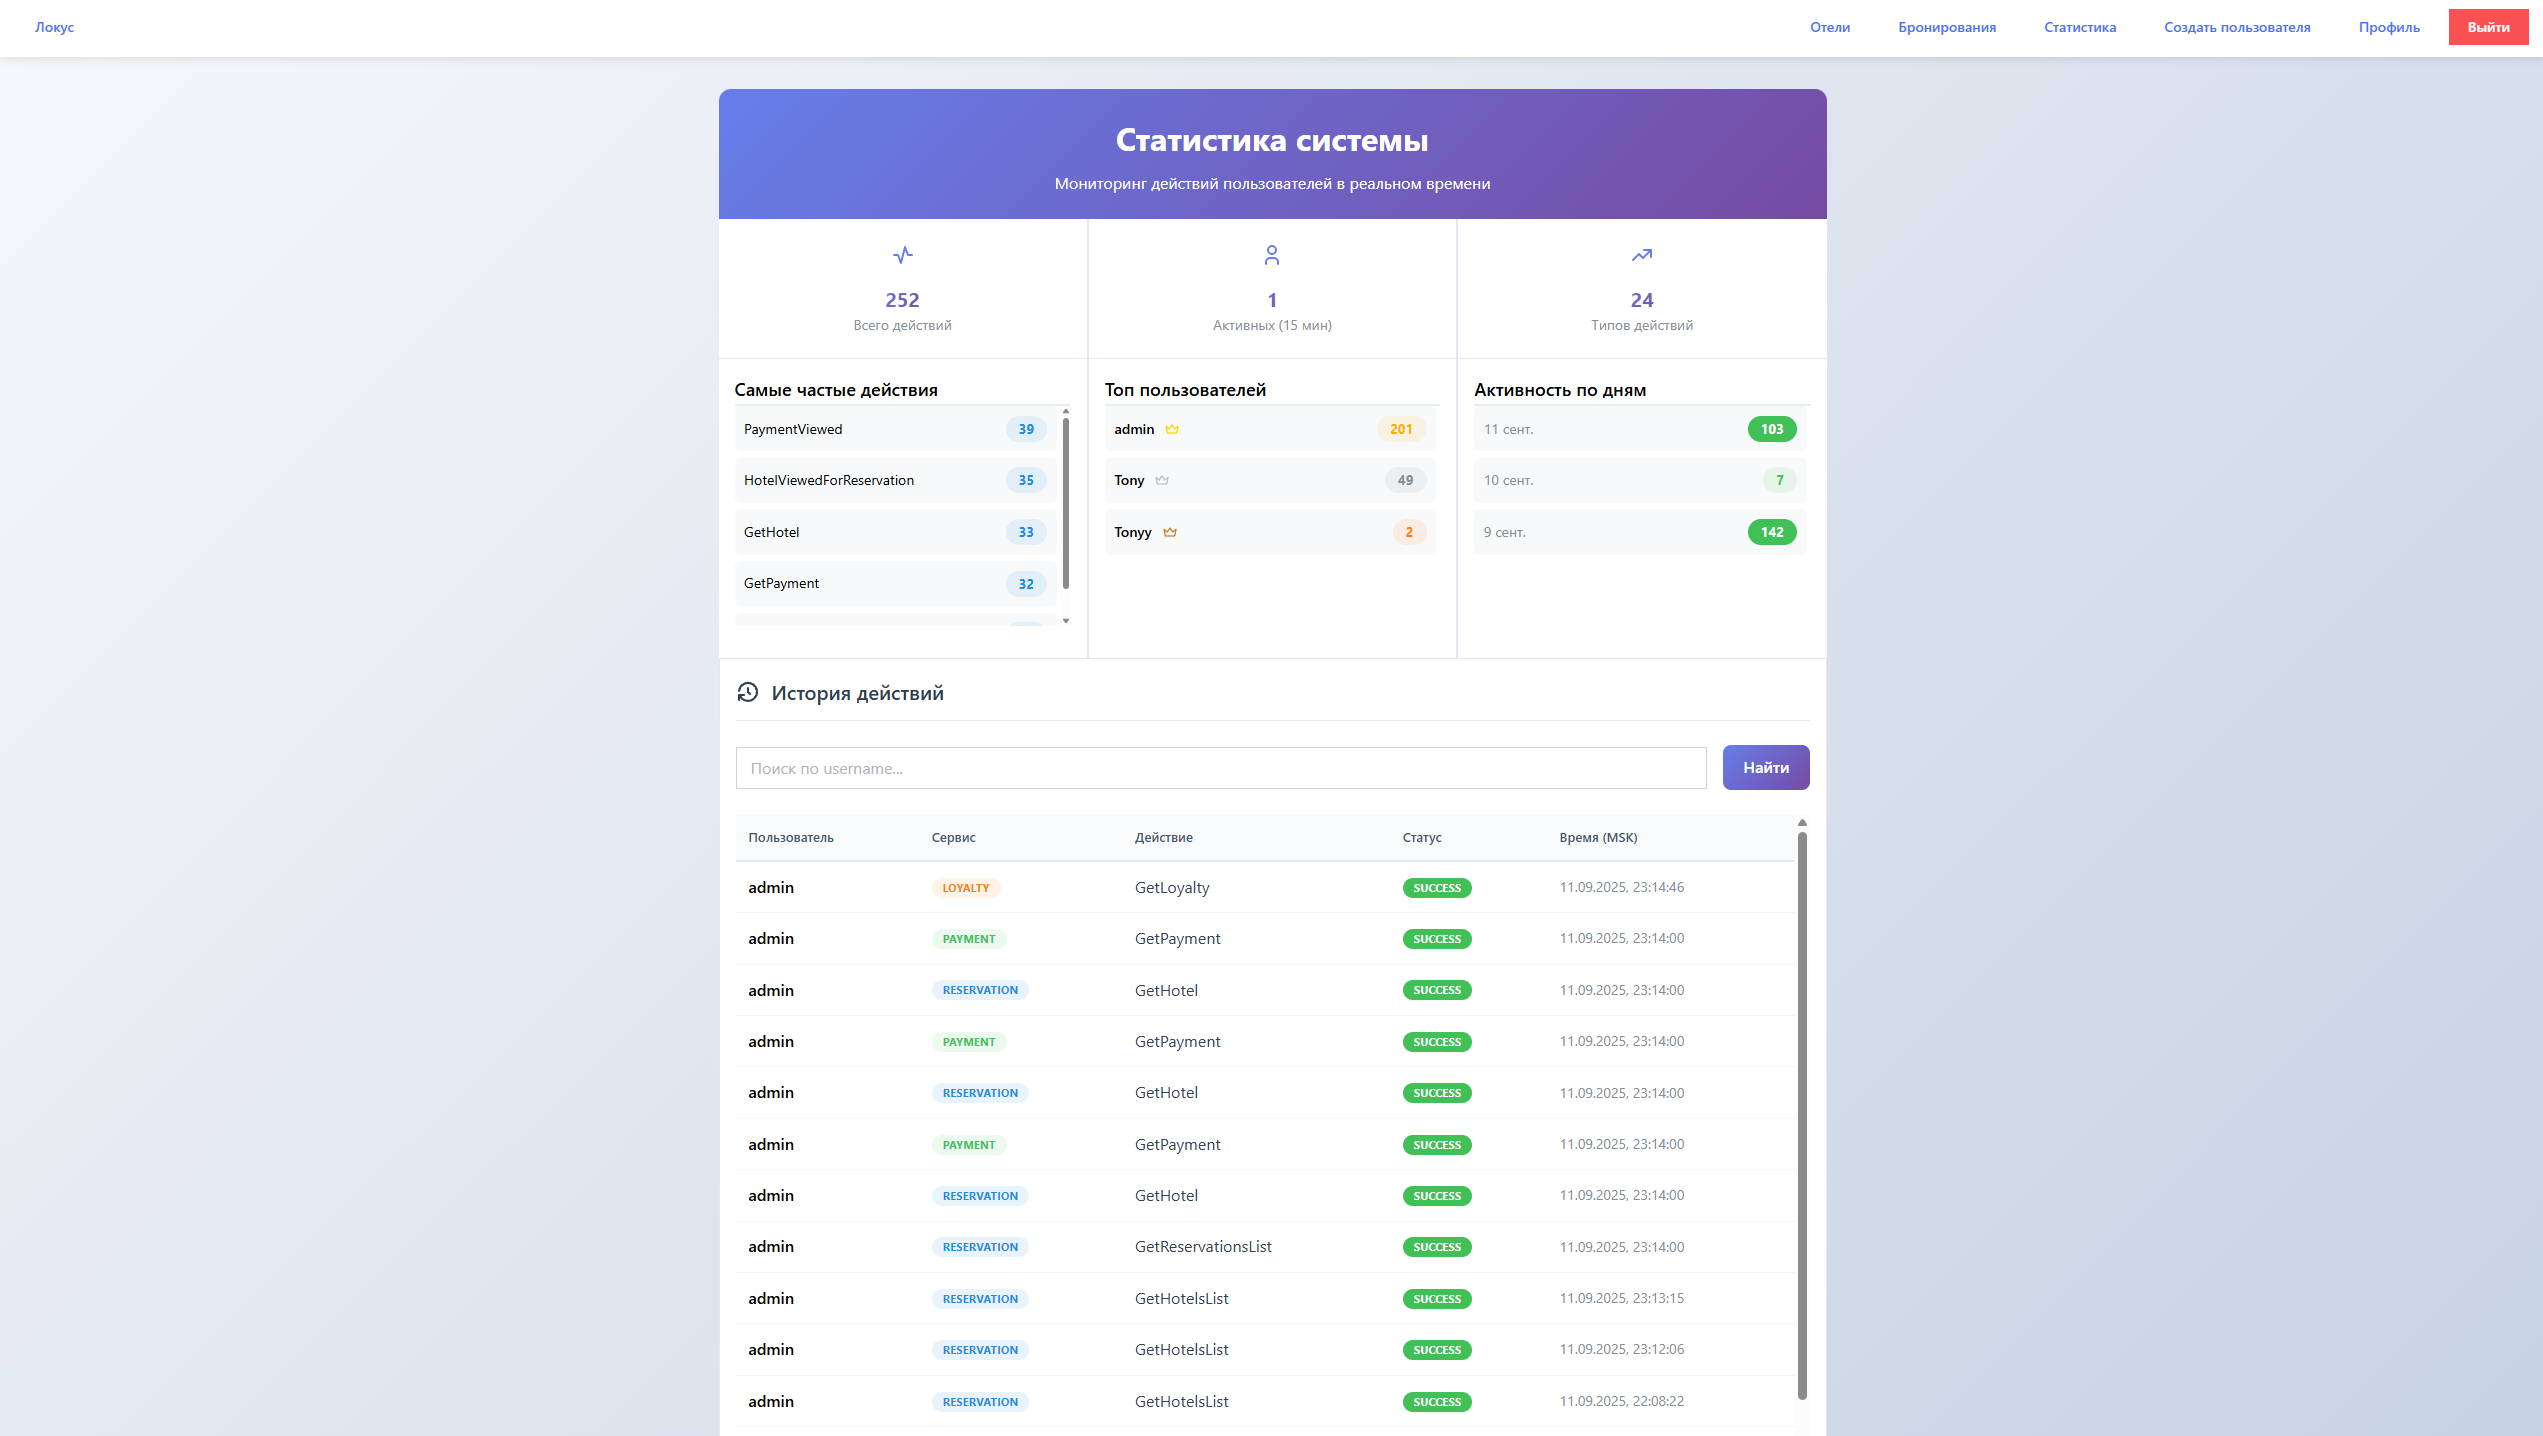 Локус Отели Бронирования Статистика Создать пользователя Профиль Выйти
Статистика системы
Мониторинг действий пользователей в реальном времени
252
Всего действий
1
Активных (15 мин)
24
Типов действий
Самые частые действия
PaymentViewed 39
HotelViewedForReservation 35
GetHotel 33
GetPayment 32
Топ пользователей
admin 201
Tony 49
Tonyy 2
Активность по дням
11 сент. 103
10 сент. 7
9 сент. 142
История действий
Поиск по username... Найти
Пользователь Сервис Действие Статус Время (MSK)
admin LOYALTY GetLoyalty SUCCESS 11.09.2025, 23:14:46
admin PAYMENT GetPayment SUCCESS 11.09.2025, 23:14:00
admin RESERVATION GetHotel SUCCESS 11.09.2025, 23:14:00
admin PAYMENT GetPayment SUCCESS 11.09.2025, 23:14:00
admin RESERVATION GetHotel SUCCESS 11.09.2025, 23:14:00
admin PAYMENT GetPayment SUCCESS 11.09.2025, 23:14:00
admin RESERVATION GetHotel SUCCESS 11.09.2025, 23:14:00
admin RESERVATION GetReservationsList SUCCESS 11.09.2025, 23:14:00
admin RESERVATION GetHotelsList SUCCESS 11.09.2025, 23:13:15
admin RESERVATION GetHotelsList SUCCESS 11.09.2025, 23:12:06
admin RESERVATION GetHotelsList SUCCESS 11.09.2025, 22:08:22